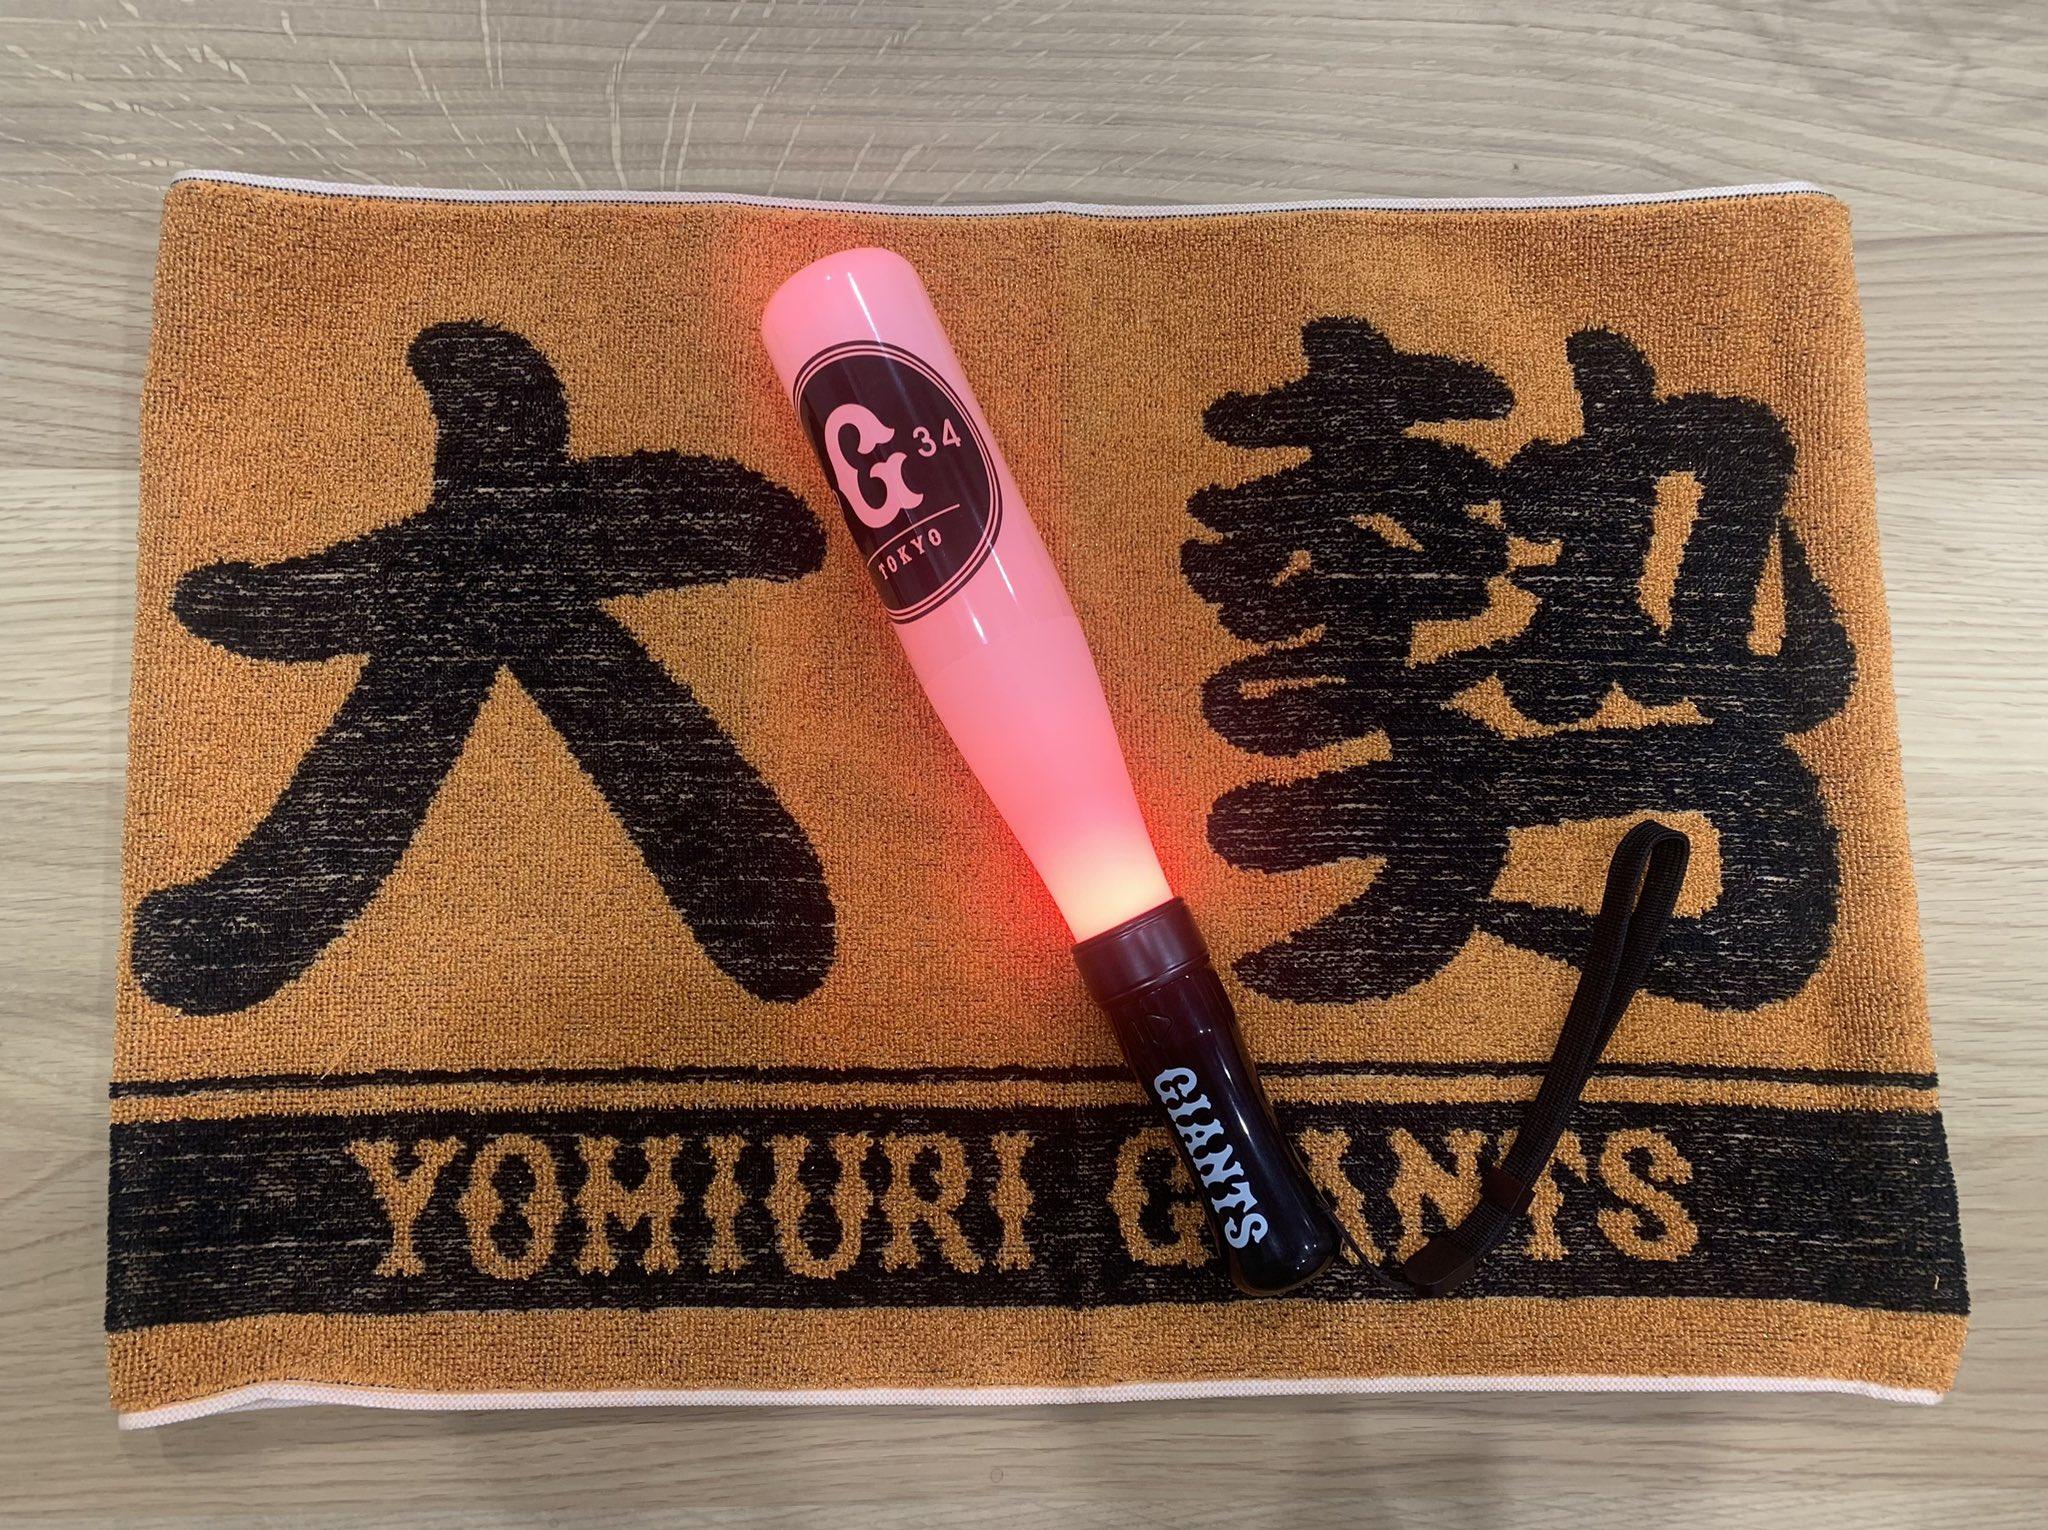 大勢
G 34
TOKYO
GIANTS
YOMIURI GIANTS